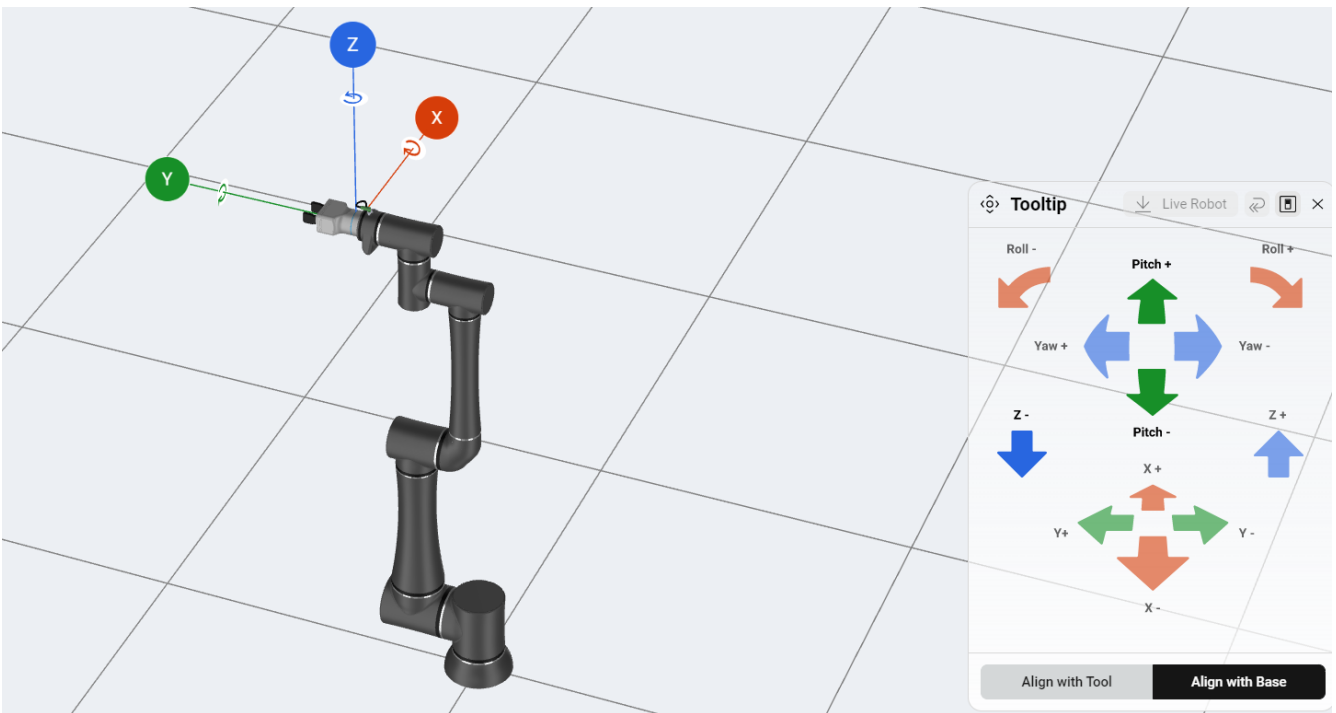 Z
X
Y
Tooltip
Live Robot
Roll -
Roll +
Pitch +
Yaw +
Yaw -
Z -
Z +
Pitch -
X +
Y+
Y -
X -
Align with Tool
Align with Base